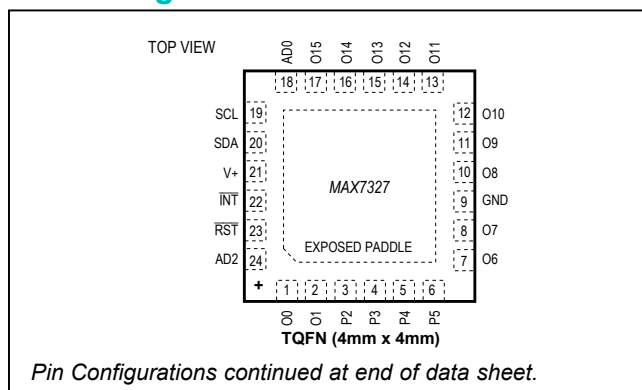 TOP VIEW
AD0 O15 O14 O13 O12 O11
18 17 16 15 14 13
SCL 19
SDA 20
V+ 21
INT 22
RST 23
AD2 24
12 O10
11 O9
10 O8
9 GND
8 O7
7 O6
MAX7327
EXPOSED PADDLE
+
1 2 3 4 5 6
O0 O1 P2 P3 P4 P5
TQFN (4mm x 4mm)
Pin Configurations continued at end of data sheet.